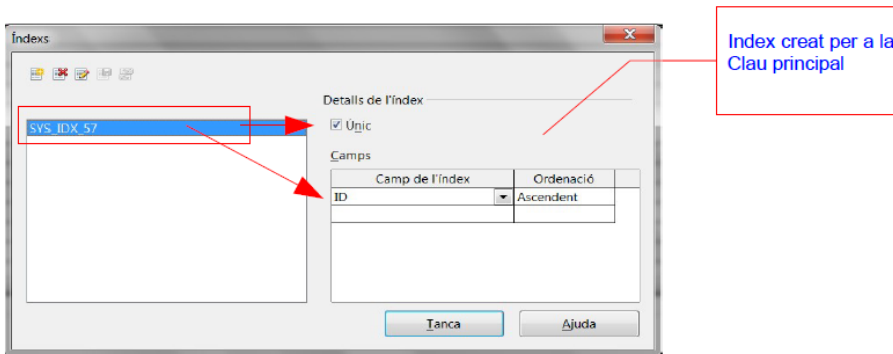 Índexs
Index creat per a la
Clau principal
SYS_IDX_57
Detalls de l'índex
Únic
Camps
Camp de l'índex
Ordenació
ID
Ascendent
Tanca
Ajuda